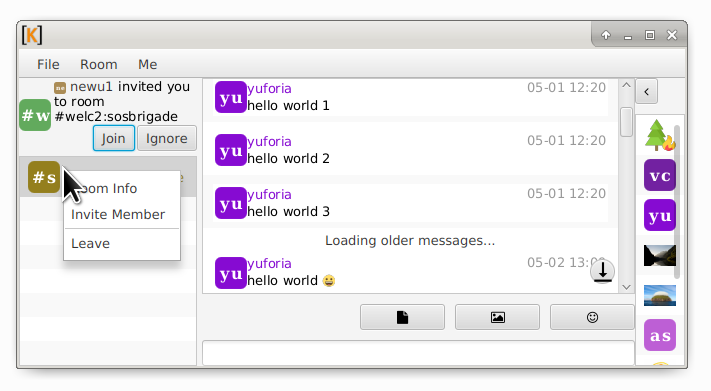 [K]
File Room Me
ne newu1 invited you
to room
#welc2:sosbrigade
#w
Join Ignore
#s
oom Info
Invite Member
Leave
yu yuforia 05-01 12:20
hello world 1
yu yuforia 05-01 12:20
hello world 2
yu yuforia 05-01 12:20
hello world 3
Loading older messages...
yu yuforia 05-02 13:0
hello world 😀
vc
yu
as